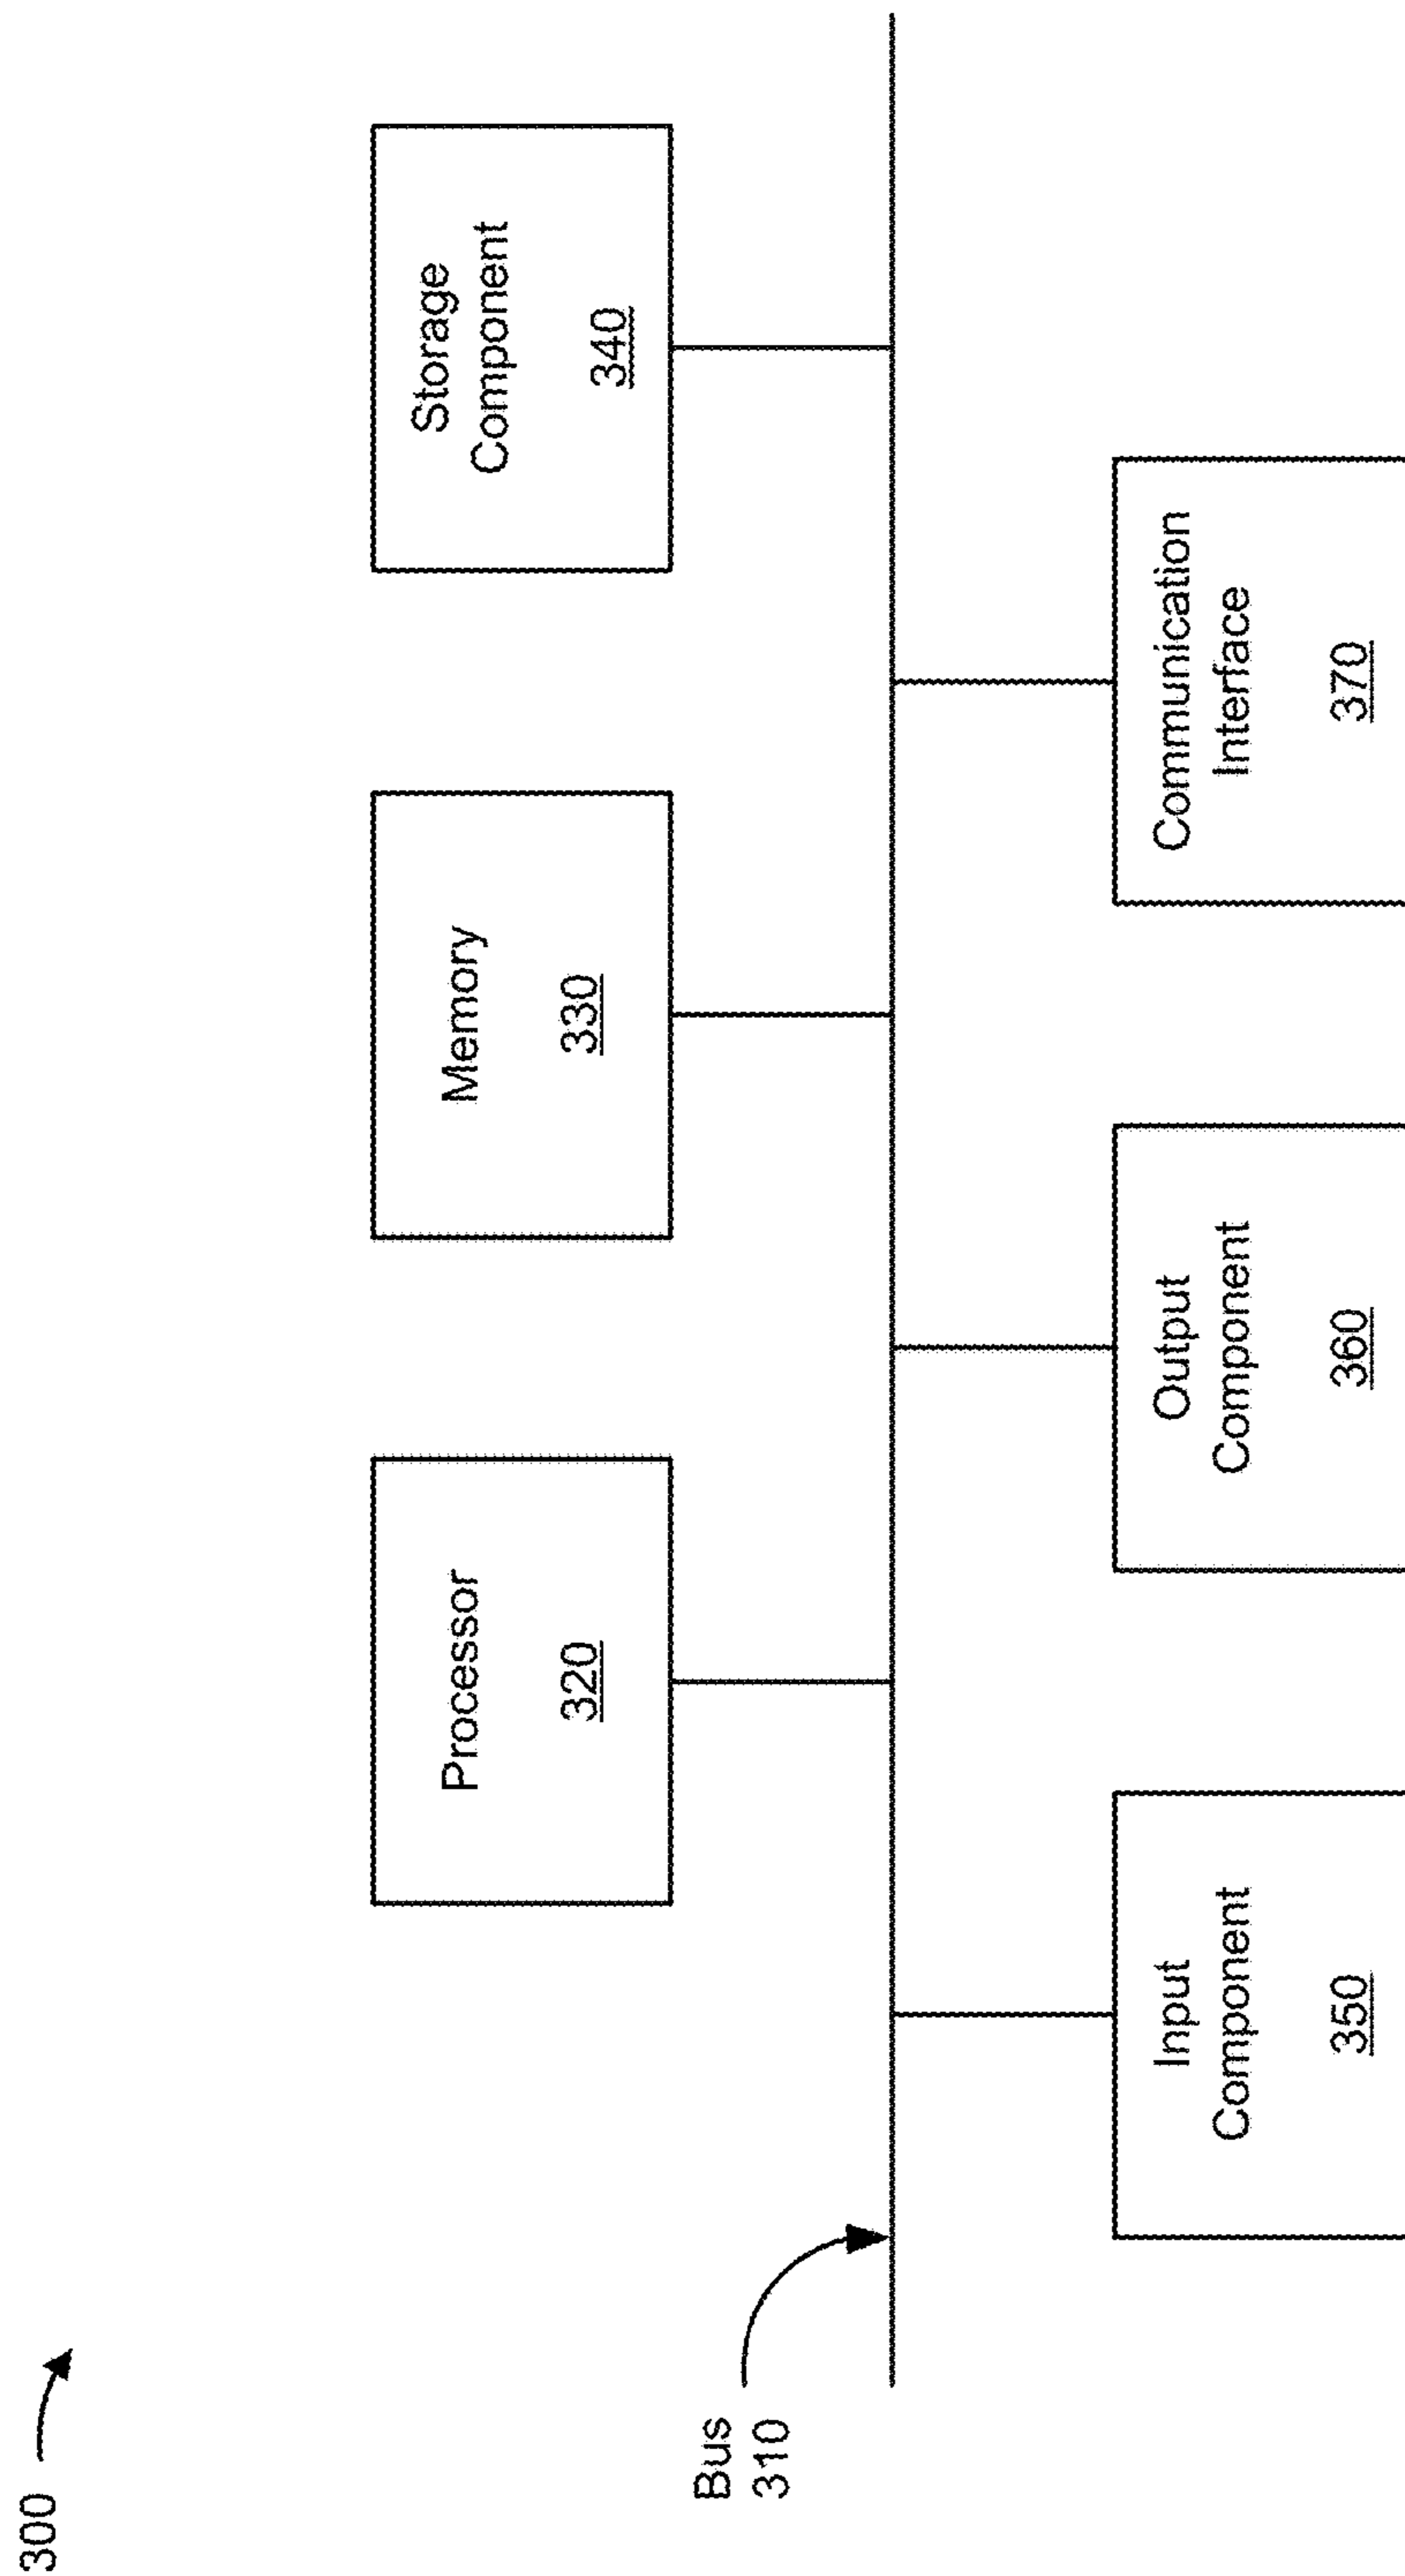 300
Processor
320
Memory
330
Storage
Component
340
Bus
310
Input
Component
350
Output
Component
360
Communication
Interface
370